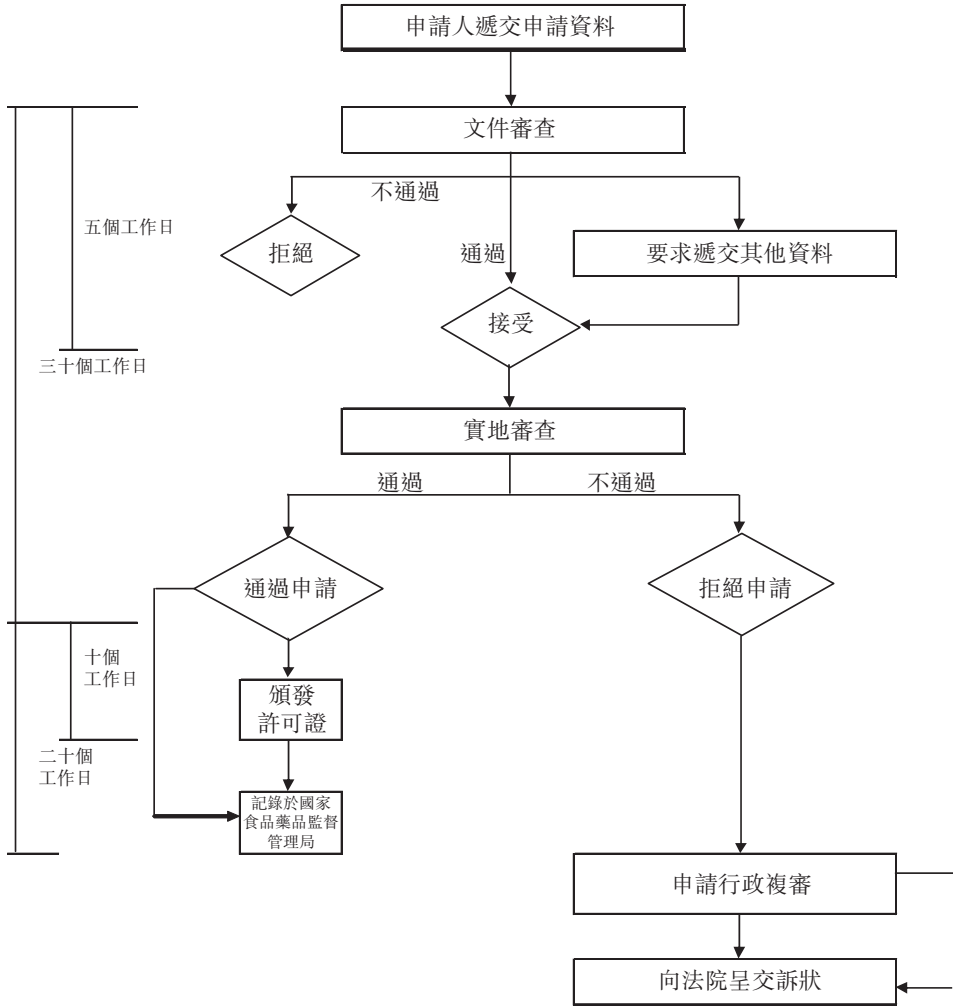 申請人遞交申請資料
文件審查
不通過
五個工作日
拒絕
通過
要求遞交其他資料
接受
三十個工作日
實地審查
通過
不通過
通過申請
拒絕申請
十個
工作日
頒發
許可證
二十個
工作日
記錄於國家
食品藥品監督
管理局
申請行政複審
向法院呈交訴狀